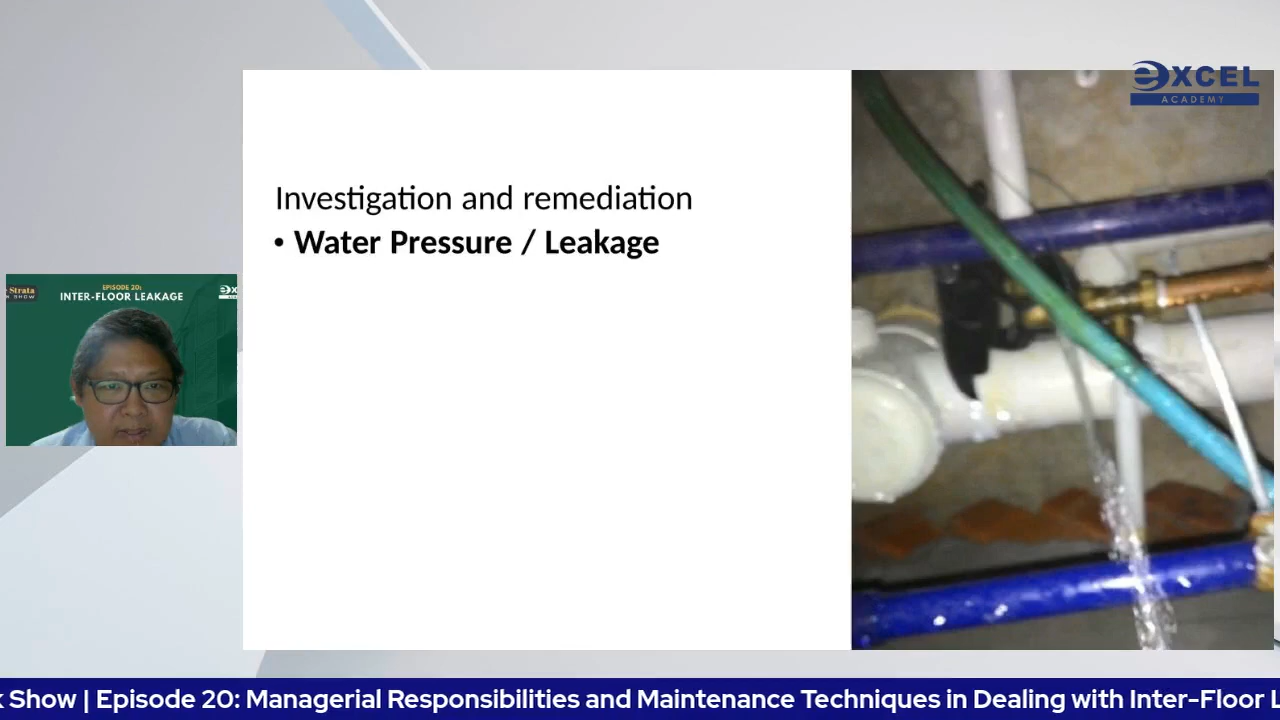 eXCEL
ACADEMY
Investigation and remediation
• Water Pressure / Leakage
Strata
SHOW
EPISODE 20:
INTER-FLOOR LEAKAGE
Show | Episode 20: Managerial Responsibilities and Maintenance Techniques in Dealing with Inter-Floor L